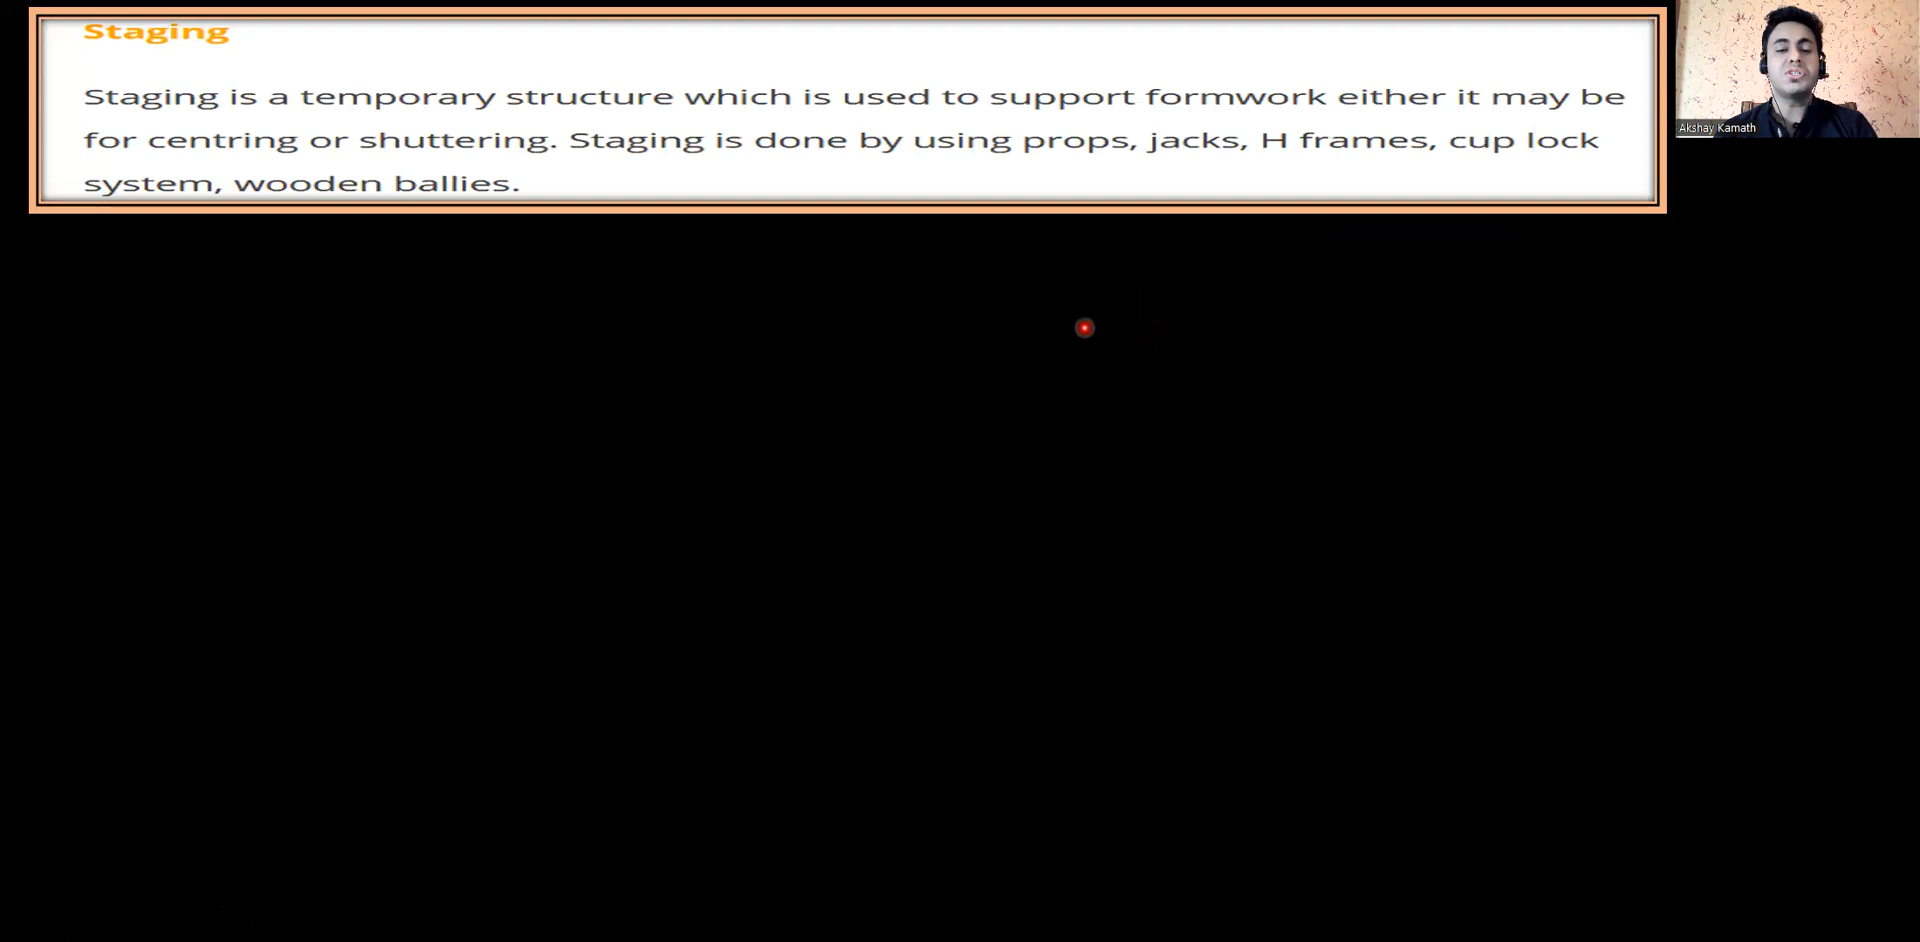 Staging
Staging is a temporary structure which is used to support formwork either it may be
for centring or shuttering. Staging is done by using props, jacks, H frames, cup lock
system, wooden ballies.
Akshay Kamath